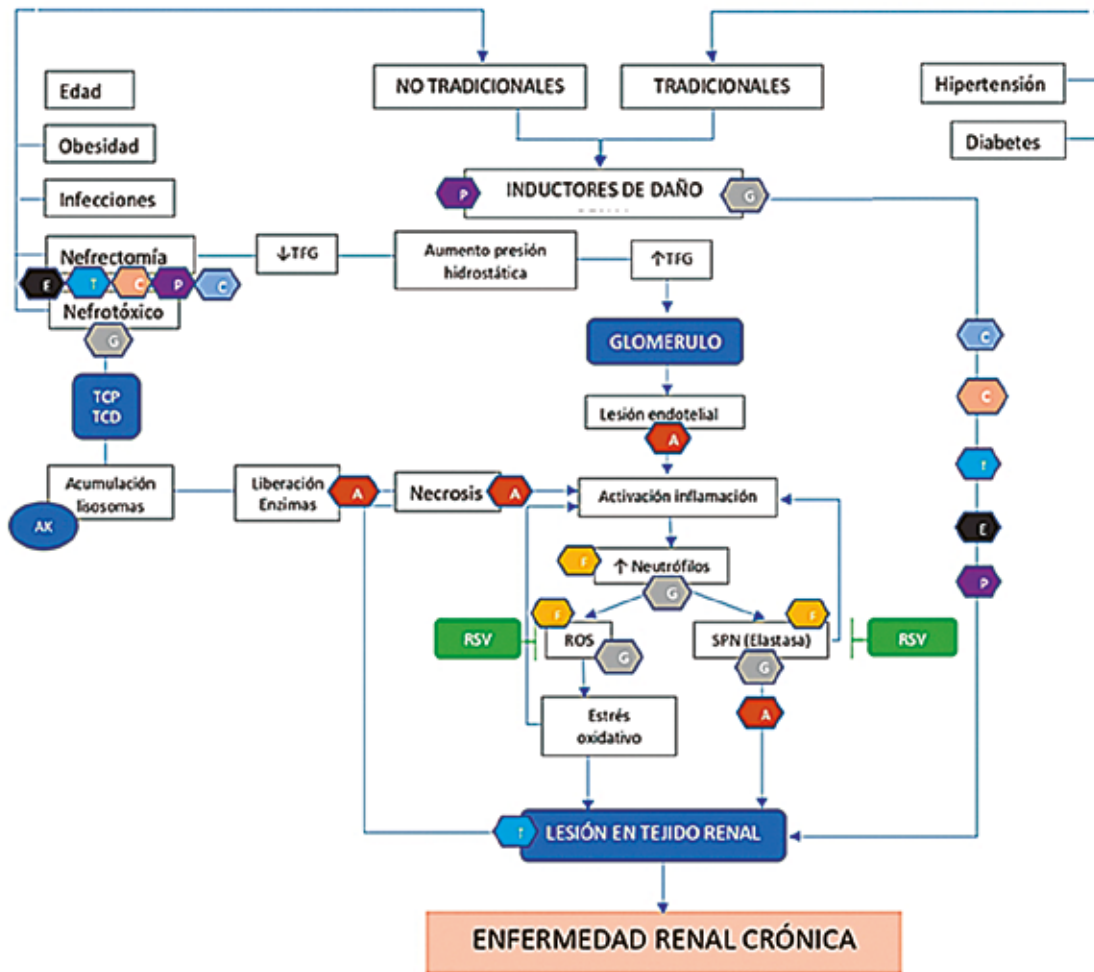 NO TRADICIONALES
TRADICIONALES
Edad
Hipertensión
Obesidad
Diabetes
Infecciones
P
INDUCTORES DE DAÑO
G
Nefrectomía
↓TFG
Aumento presión
hidrostática
↑TFG
E
T
C
P
C
Nefrotóxico
G
GLOMERULO
C
TCP
TCD
C
Lesión endotelial
A
T
Acumulación
lisosomas
AK
Liberación
Enzimas
A
Necrosis
A
Activación inflamación
E
F
↑ Neutrófilos
G
P
F
F
RSV
ROS
G
SPN (Elastasa)
G
RSV
A
Estrés
oxidativo
T
LESIÓN EN TEJIDO RENAL
ENFERMEDAD RENAL CRÓNICA